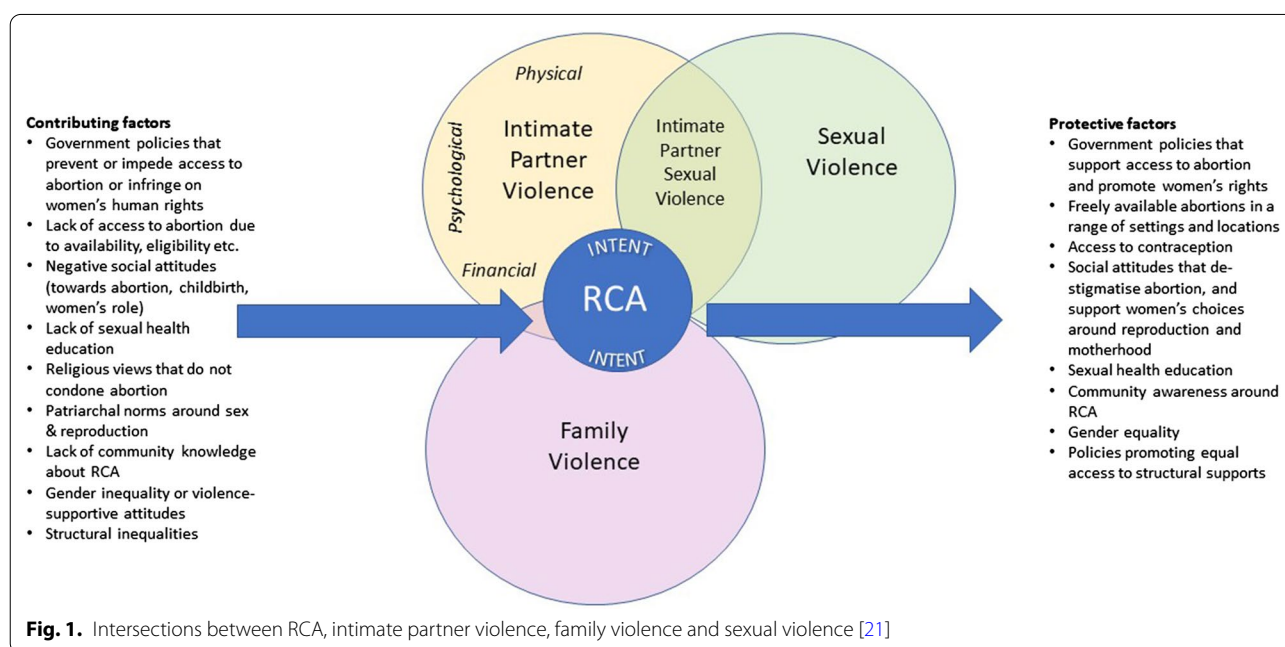 Contributing factors
• Government policies that
prevent or impede access to
abortion or infringe on
women's human rights
• Lack of access to abortion due
to availability, eligibility etc.
• Negative social attitudes
(towards abortion, childbirth,
women's role)
• Lack of sexual health
education
• Religious views that do not
condone abortion
• Patriarchal norms around sex
& reproduction
• Lack of community knowledge
about RCA
• Gender inequality or violence-
supportive attitudes
• Structural inequalities
Physical
Psychological
Financial
Intimate
Partner
Violence
Intimate
Partner
Sexual
Violence
Sexual
Violence
INTENT
RCA
INTENT
Family
Violence
Protective factors
• Government policies that
support access to abortion
and promote women's rights
• Freely available abortions in a
range of settings and locations
• Access to contraception
• Social attitudes that de-
stigmatise abortion, and
support women's choices
around reproduction and
motherhood
• Sexual health education
• Community awareness around
RCA
• Gender equality
• Policies promoting equal
access to structural supports
Fig. 1. Intersections between RCA, intimate partner violence, family violence and sexual violence [21]